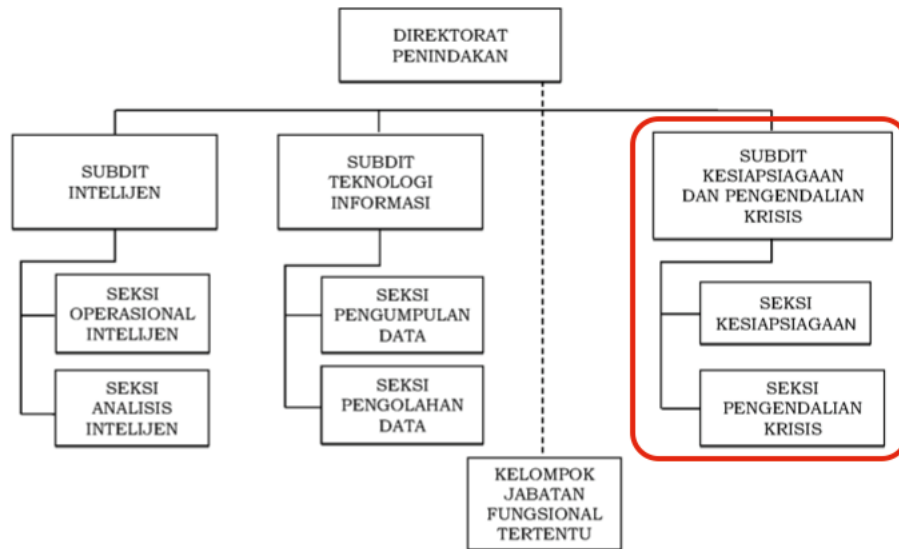 DIREKTORAT
PENINDAKAN
SUBDIT
INTELIJEN
SEKSI
OPERASIONAL
INTELIJEN
SEKSI
ANALISIS
INTELIJEN
SUBDIT
TEKNOLOGI
INFORMASI
SEKSI
PENGUMPULAN
DATA
SEKSI
PENGOLAHAN
DATA
SUBDIT
KESIAPSIAGAAN
DAN PENGENDALIAN
KRISIS
SEKSI
KESIAPSIAGAAN
SEKSI
PENGENDALIAN
KRISIS
KELOMPOK
JABATAN
FUNGSIONAL
TERTENTU